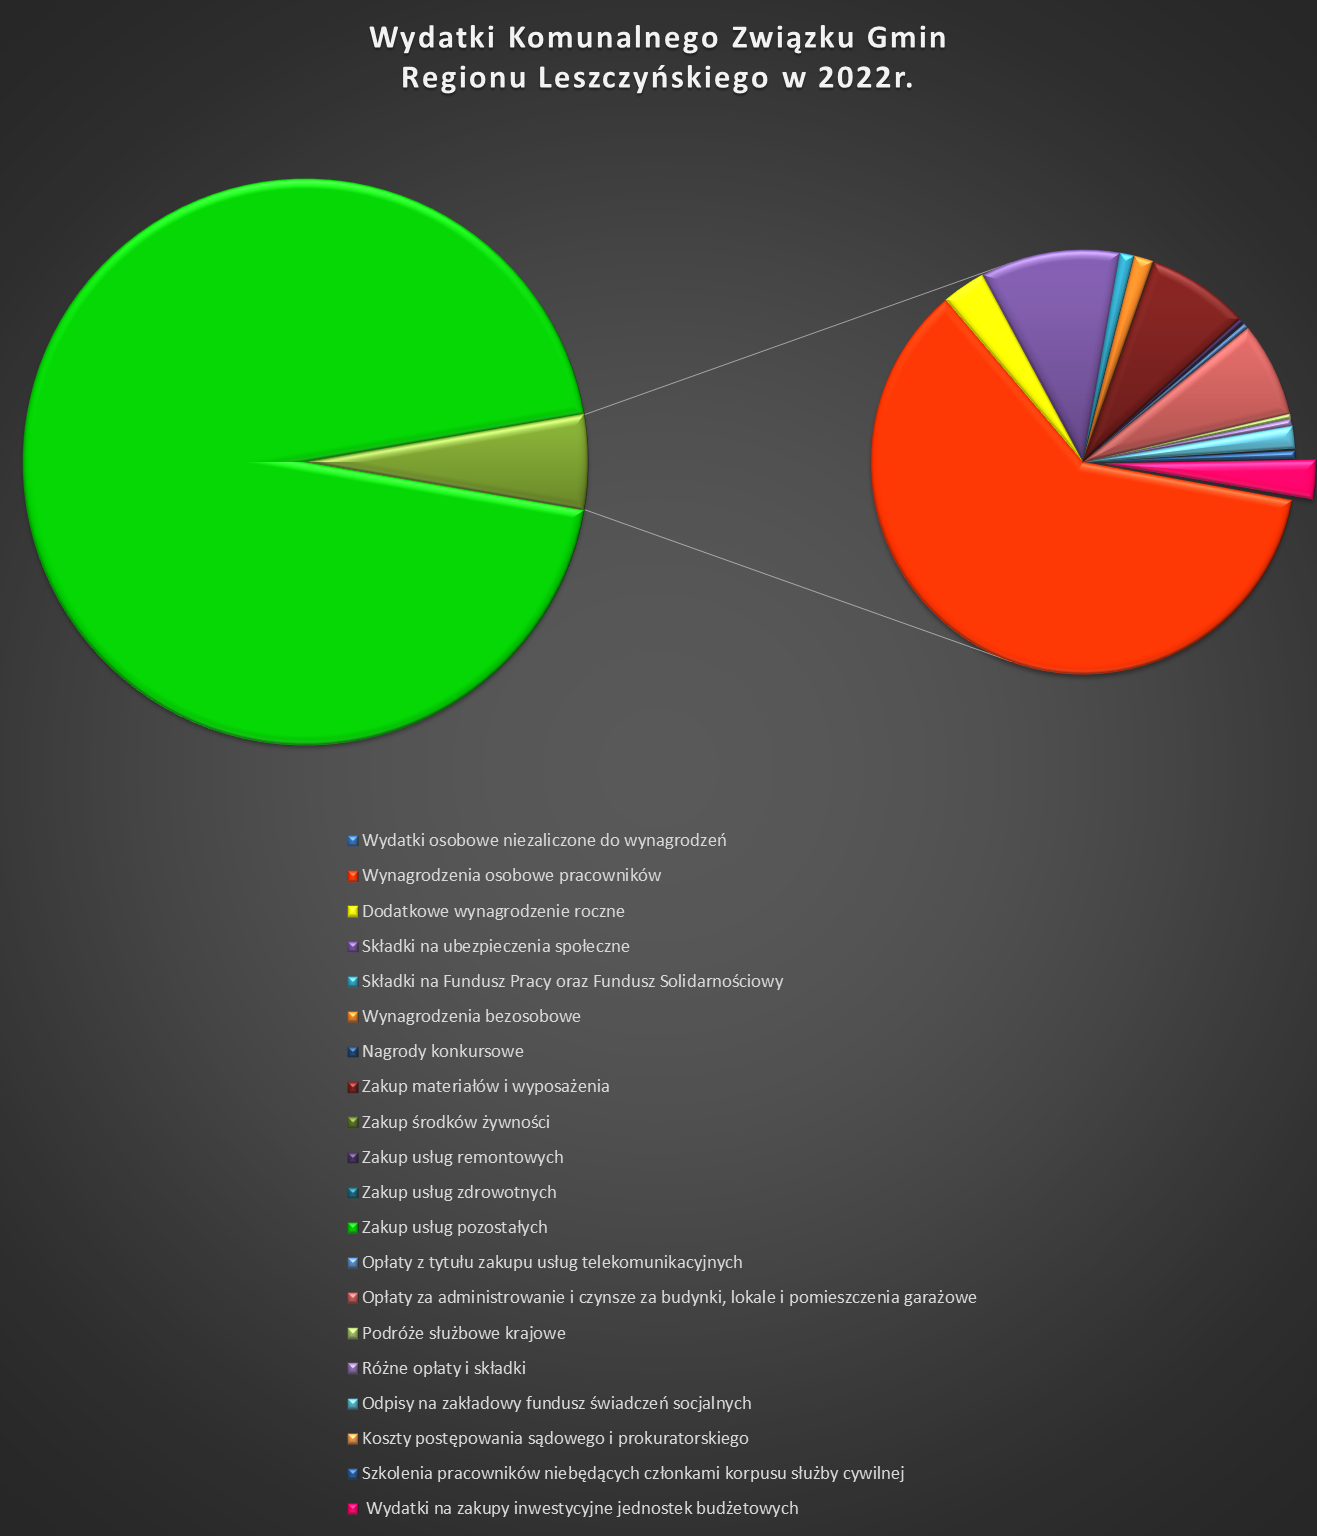 Wydatki Komunalnego Związku Gmin
Regionu Leszczyńskiego w 2022r.
Wydatki osobowe niezaliczone do wynagrodzeń
Wynagrodzenia osobowe pracowników
Dodatkowe wynagrodzenie roczne
Składki na ubezpieczenia społeczne
Składki na Fundusz Pracy oraz Fundusz Solidarnościowy
Wynagrodzenia bezosobowe
Nagrody konkursowe
Zakup materiałów i wyposażenia
Zakup środków żywności
Zakup usług remontowych
Zakup usług zdrowotnych
Zakup usług pozostałych
Opłaty z tytułu zakupu usług telekomunikacyjnych
Opłaty za administrowanie i czynsze za budynki, lokale i pomieszczenia garażowe
Podróże służbowe krajowe
Różne opłaty i składki
Odpisy na zakładowy fundusz świadczeń socjalnych
Koszty postępowania sądowego i prokuratorskiego
Szkolenia pracowników niebędących członkami korpusu służby cywilnej
Wydatki na zakupy inwestycyjne jednostek budżetowych